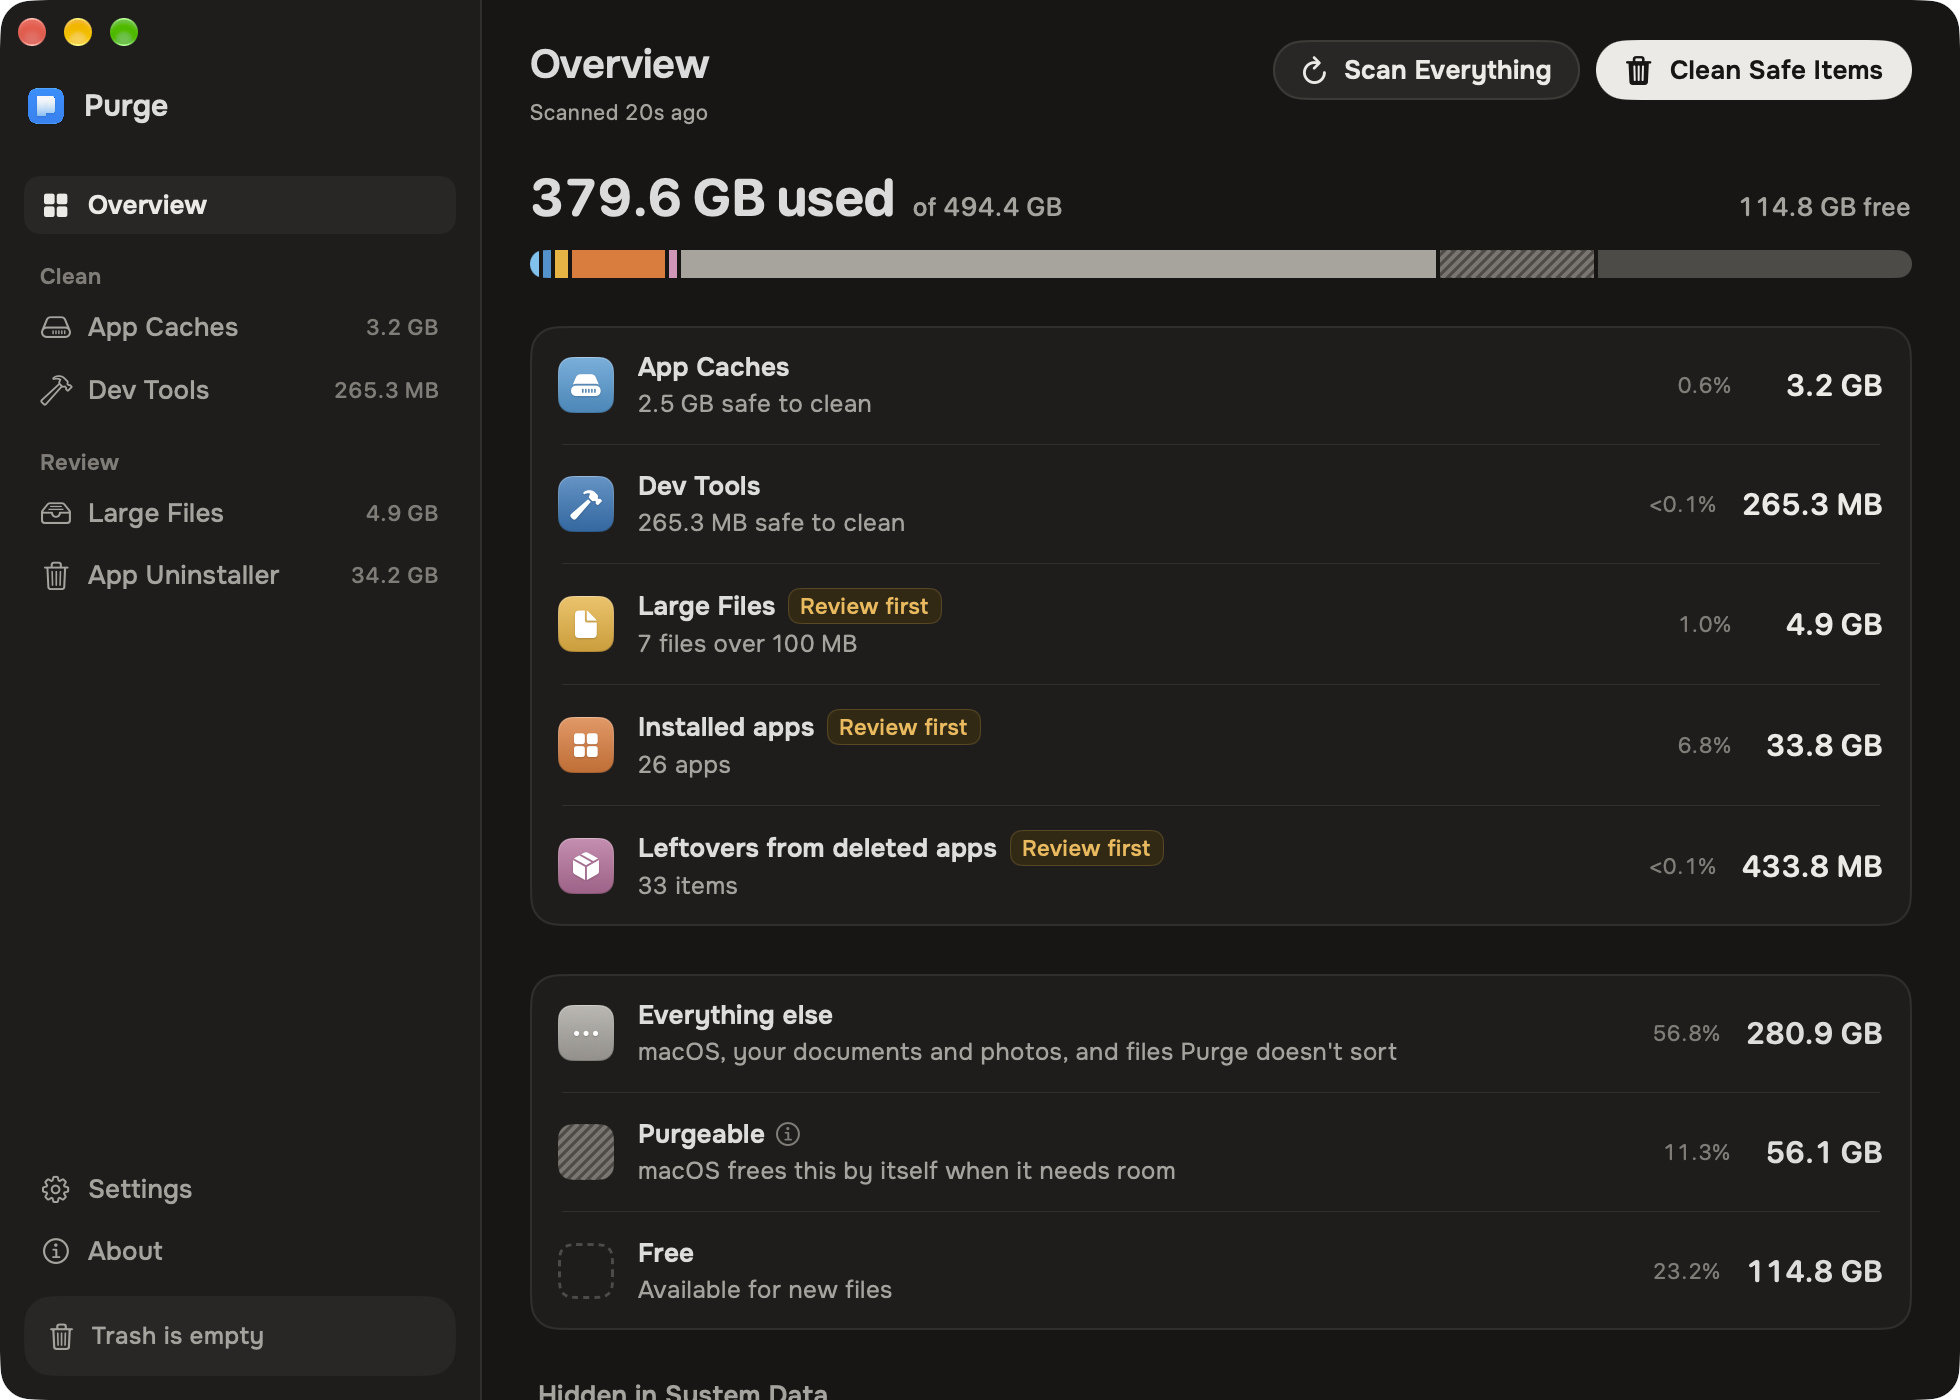 Purge
Overview
Clean
App Caches 3.2 GB
Dev Tools 265.3 MB
Review
Large Files 4.9 GB
App Uninstaller 34.2 GB
Settings
About
Trash is empty
Overview
Scanned 20s ago
Scan Everything
Clean Safe Items
379.6 GB used of 494.4 GB
114.8 GB free
App Caches
2.5 GB safe to clean
0.6% 3.2 GB
Dev Tools
265.3 MB safe to clean
<0.1% 265.3 MB
Large Files Review first
7 files over 100 MB
1.0% 4.9 GB
Installed apps Review first
26 apps
6.8% 33.8 GB
Leftovers from deleted apps Review first
33 items
<0.1% 433.8 MB
Everything else
macOS, your documents and photos, and files Purge doesn't sort
56.8% 280.9 GB
Purgeable
macOS frees this by itself when it needs room
11.3% 56.1 GB
Free
Available for new files
23.2% 114.8 GB
Hidden in System Data